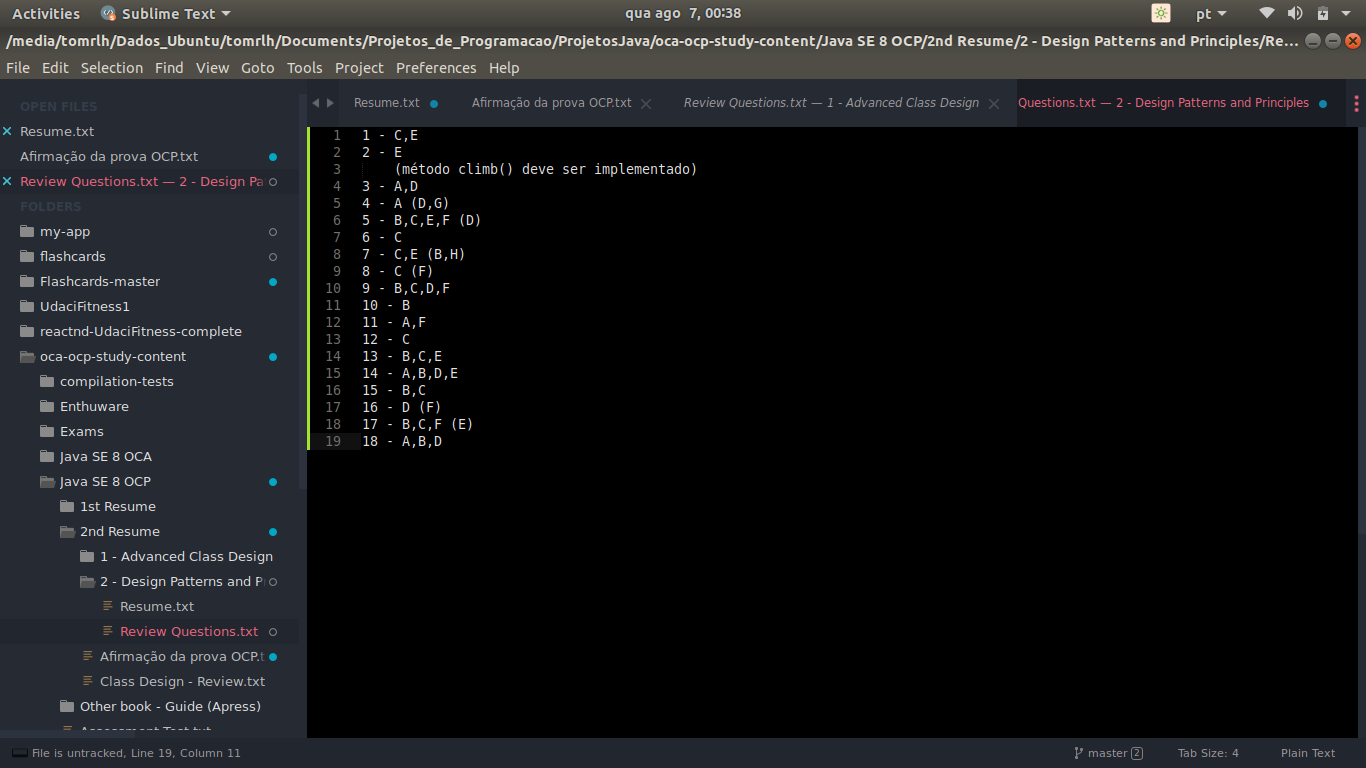 Activities
Sublime Text
qua ago 7, 00:38
pt
/media/tomrlh/Dados_Ubuntu/tomrlh/Documents/Projetos_de_Programacao/ProjetosJava/oca-ocp-study-content/Java SE 8 OCP/2nd Resume/2 - Design Patterns and Principles/Re...
File Edit Selection Find View Goto Tools Project Preferences Help
OPEN FILES
Resume.txt
Afirmação da prova OCP.txt
Review Questions.txt — 2 - Design Pa
FOLDERS
my-app
flashcards
Flashcards-master
UdaciFitness1
reactnd-UdaciFitness-complete
oca-ocp-study-content
compilation-tests
Enthuware
Exams
Java SE 8 OCA
Java SE 8 OCP
1st Resume
2nd Resume
1 - Advanced Class Design
2 - Design Patterns and P
Resume.txt
Review Questions.txt
Afirmação da prova OCP.t
Class Design - Review.txt
Other book - Guide (Apress)
Assessment Test.txt
Resume.txt
Afirmação da prova OCP.txt
Review Questions.txt — 1 - Advanced Class Design
Questions.txt — 2 - Design Patterns and Principles
1 1 - C,E
2 2 - E
3 (método climb() deve ser implementado)
4 3 - A,D
5 4 - A (D,G)
6 5 - B,C,E,F (D)
7 6 - C
8 7 - C,E (B,H)
9 8 - C (F)
10 9 - B,C,D,F
11 10 - B
12 11 - A,F
13 12 - C
14 13 - B,C,E
15 14 - A,B,D,E
16 15 - B,C
17 16 - D (F)
18 17 - B,C,F (E)
19 18 - A,B,D
File is untracked, Line 19, Column 11
master 2
Tab Size: 4
Plain Text